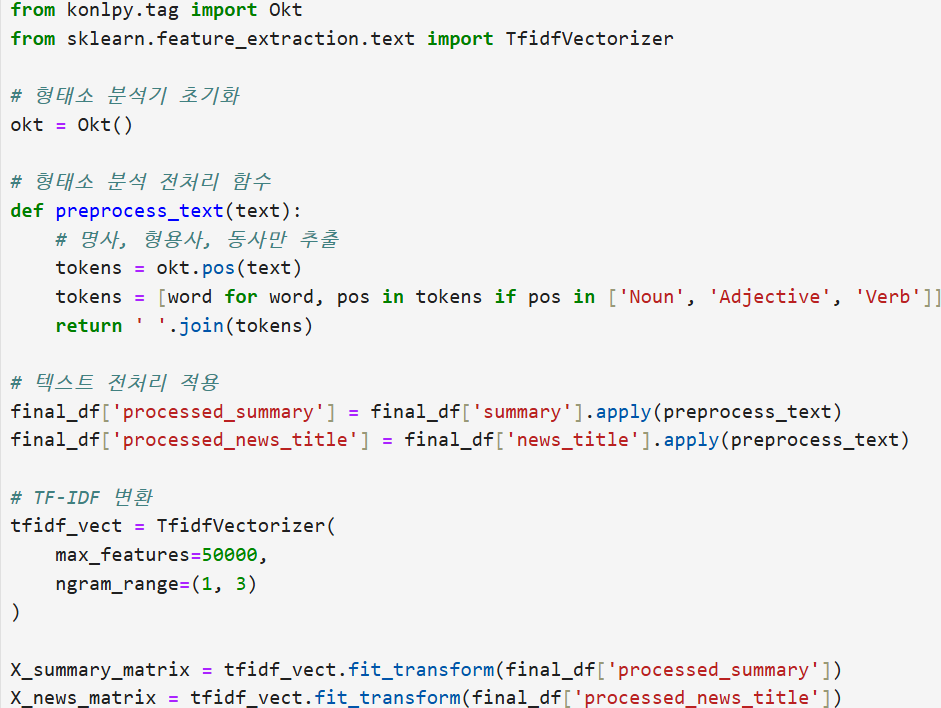 from konlpy.tag import Okt
from sklearn.feature_extraction.text import TfidfVectorizer

# 형태소 분석기 초기화
okt = Okt()

# 형태소 분석 전처리 함수
def preprocess_text(text):
    # 명사, 형용사, 동사만 추출
    tokens = okt.pos(text)
    tokens = [word for word, pos in tokens if pos in ['Noun', 'Adjective', 'Verb']]
    return ' '.join(tokens)

# 텍스트 전처리 적용
final_df['processed_summary'] = final_df['summary'].apply(preprocess_text)
final_df['processed_news_title'] = final_df['news_title'].apply(preprocess_text)

# TF-IDF 변환
tfidf_vect = TfidfVectorizer(
    max_features=50000,
    ngram_range=(1, 3)
)

X_summary_matrix = tfidf_vect.fit_transform(final_df['processed_summary'])
X_news_matrix = tfidf_vect.fit_transform(final_df['processed_news_title'])